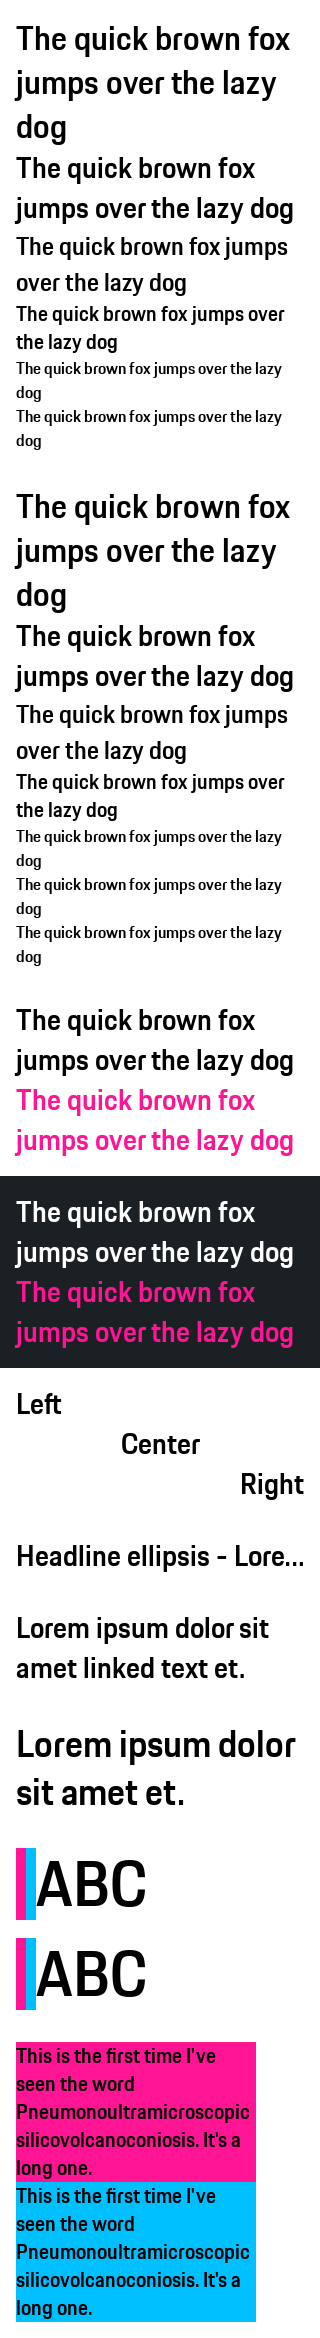 The quick brown fox
jumps over the lazy
dog
The quick brown fox
jumps over the lazy dog
The quick brown fox jumps
over the lazy dog
The quick brown fox jumps over
the lazy dog
The quick brown fox jumps over the lazy
dog
The quick brown fox jumps over the lazy
dog
The quick brown fox
jumps over the lazy
dog
The quick brown fox
jumps over the lazy dog
The quick brown fox jumps
over the lazy dog
The quick brown fox jumps over
the lazy dog
The quick brown fox jumps over the lazy
dog
The quick brown fox jumps over the lazy
dog
The quick brown fox jumps over the lazy
dog
The quick brown fox
jumps over the lazy dog
The quick brown fox
jumps over the lazy dog
The quick brown fox
jumps over the lazy dog
The quick brown fox
jumps over the lazy dog
Left
Center
Right
Headline ellipsis - Lore...
Lorem ipsum dolor sit
amet linked text et.
Lorem ipsum dolor
sit amet et.
ABC
ABC
This is the first time I've
seen the word
Pneumonoultramicroscopic
silicovolcanoconiosis. It's a
long one.
This is the first time I've
seen the word
Pneumonoultramicroscopic
silicovolcanoconiosis. It's a
long one.